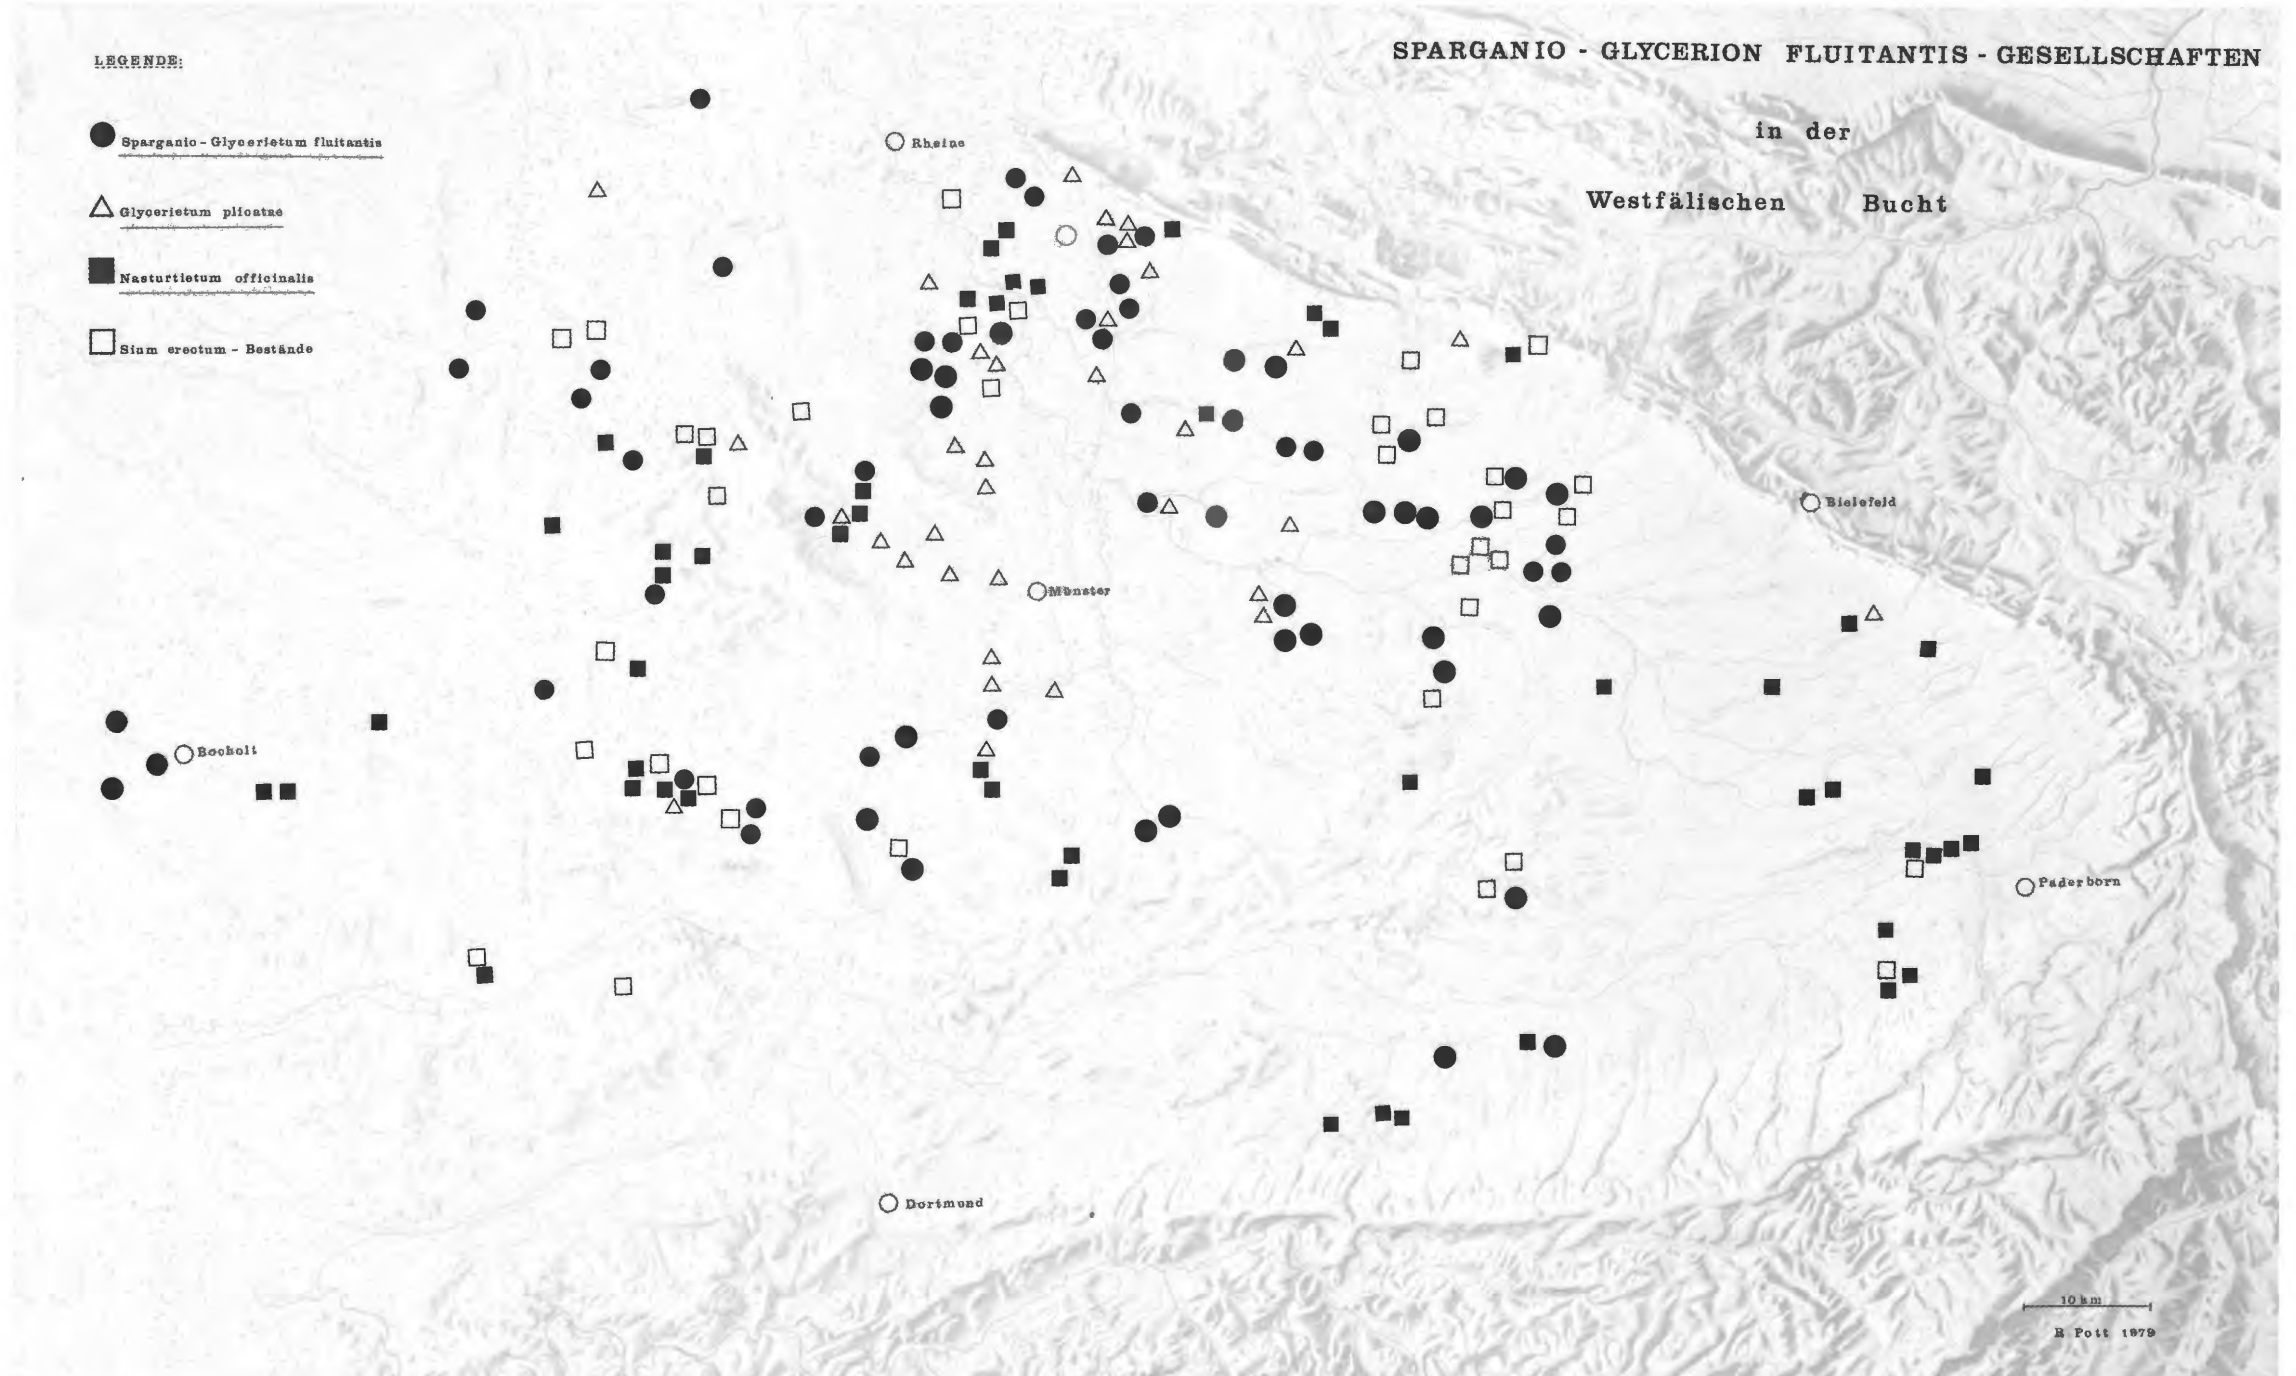 LEGENDE:
Sparganio - Glycerietum fluitantis
Glycerietum plicatae
Nasturtietum officinalis
Sium erectum - Bestände
SPARGANIO - GLYCERION FLUITANTIS - GESELLSCHAFTEN
in der
Westfälischen Bucht
Rheine
Bielefeld
Münster
Bocholt
Paderborn
Dortmund
10 km
R Pott 1979